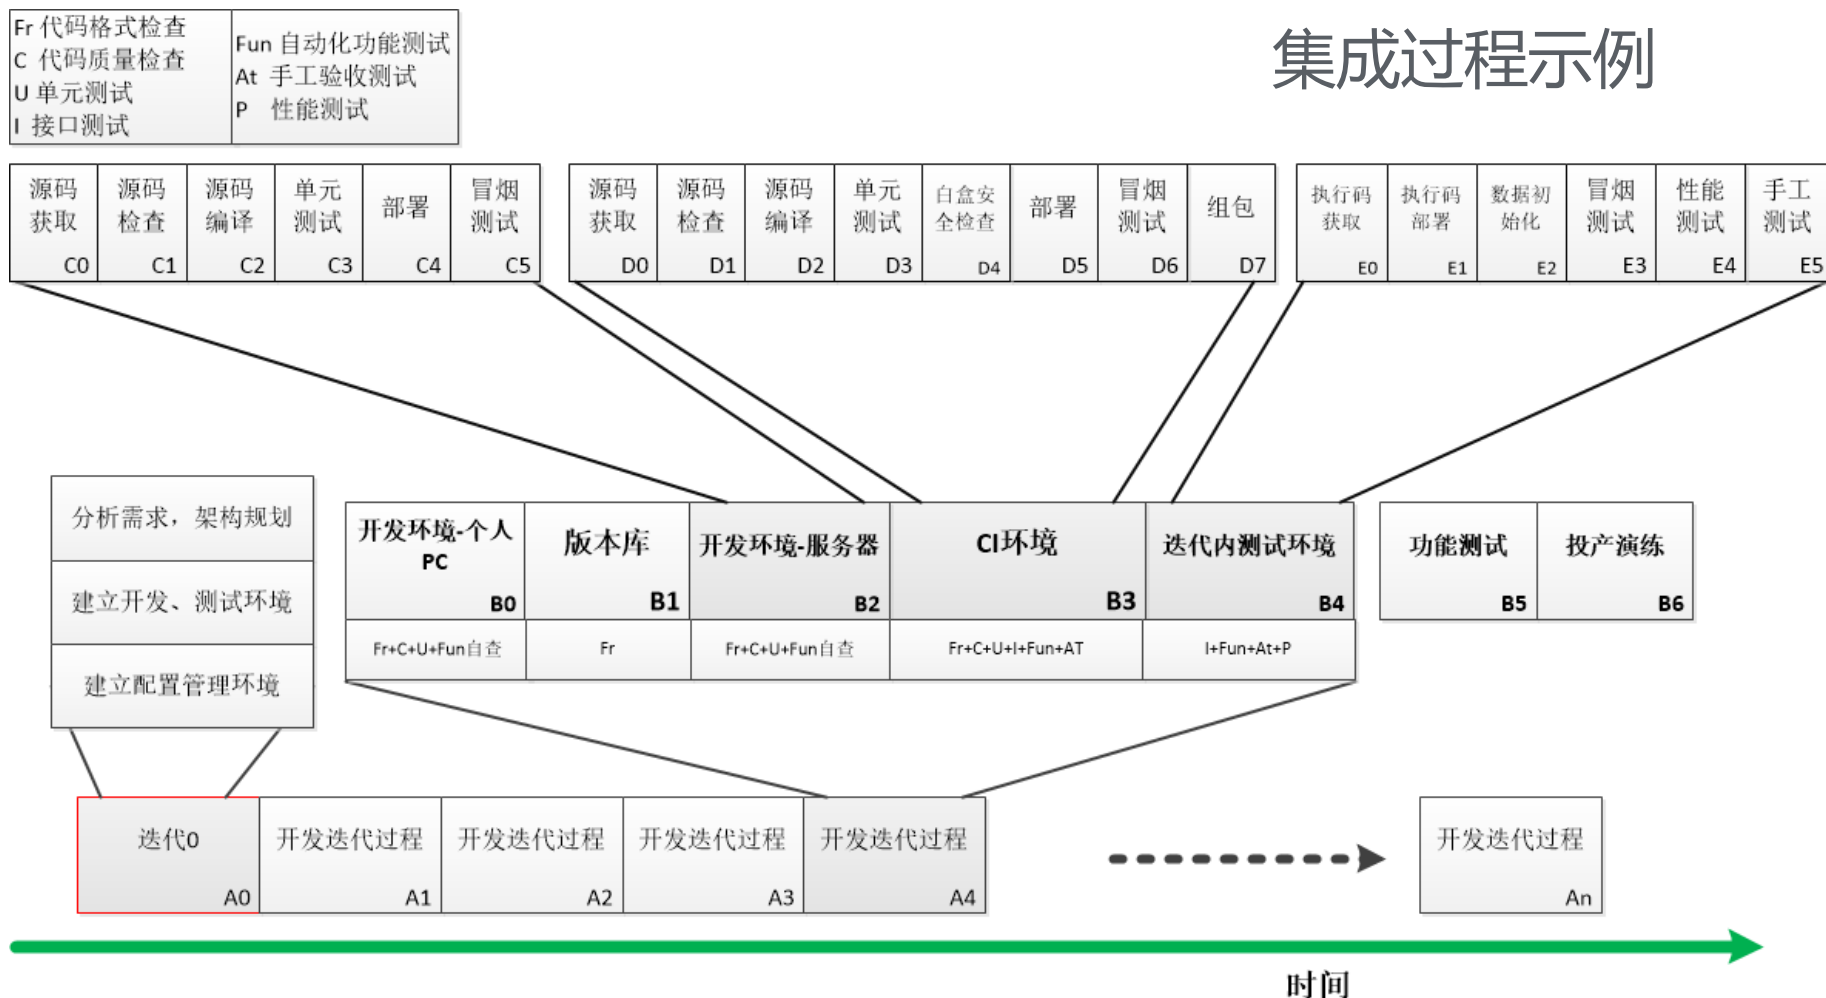 集成过程示例
Fr 代码格式检查
C 代码质量检查
U 单元测试
I 接口测试
Fun 自动化功能测试
At 手工验收测试
P 性能测试
源码
获取
C0
源码
检查
C1
源码
编译
C2
单元
测试
C3
部署
C4
冒烟
测试
C5
源码
获取
D0
源码
检查
D1
源码
编译
D2
单元
测试
D3
白盒安
全检查
D4
部署
D5
冒烟
测试
D6
组包
D7
执行码
获取
E0
执行码
部署
E1
数据初
始化
E2
冒烟
测试
E3
性能
测试
E4
手工
测试
E5
分析需求，架构规划
建立开发、测试环境
建立配置管理环境
开发环境-个人
PC
B0
版本库
B1
开发环境-服务器
B2
CI环境
B3
迭代内测试环境
B4
功能测试
B5
投产演练
B6
Fr+C+U+Fun自查
Fr
Fr+C+U+Fun自查
Fr+C+U+I+Fun+AT
I+Fun+At+P
迭代0
A0
开发迭代过程
A1
开发迭代过程
A2
开发迭代过程
A3
开发迭代过程
A4
开发迭代过程
An
时间